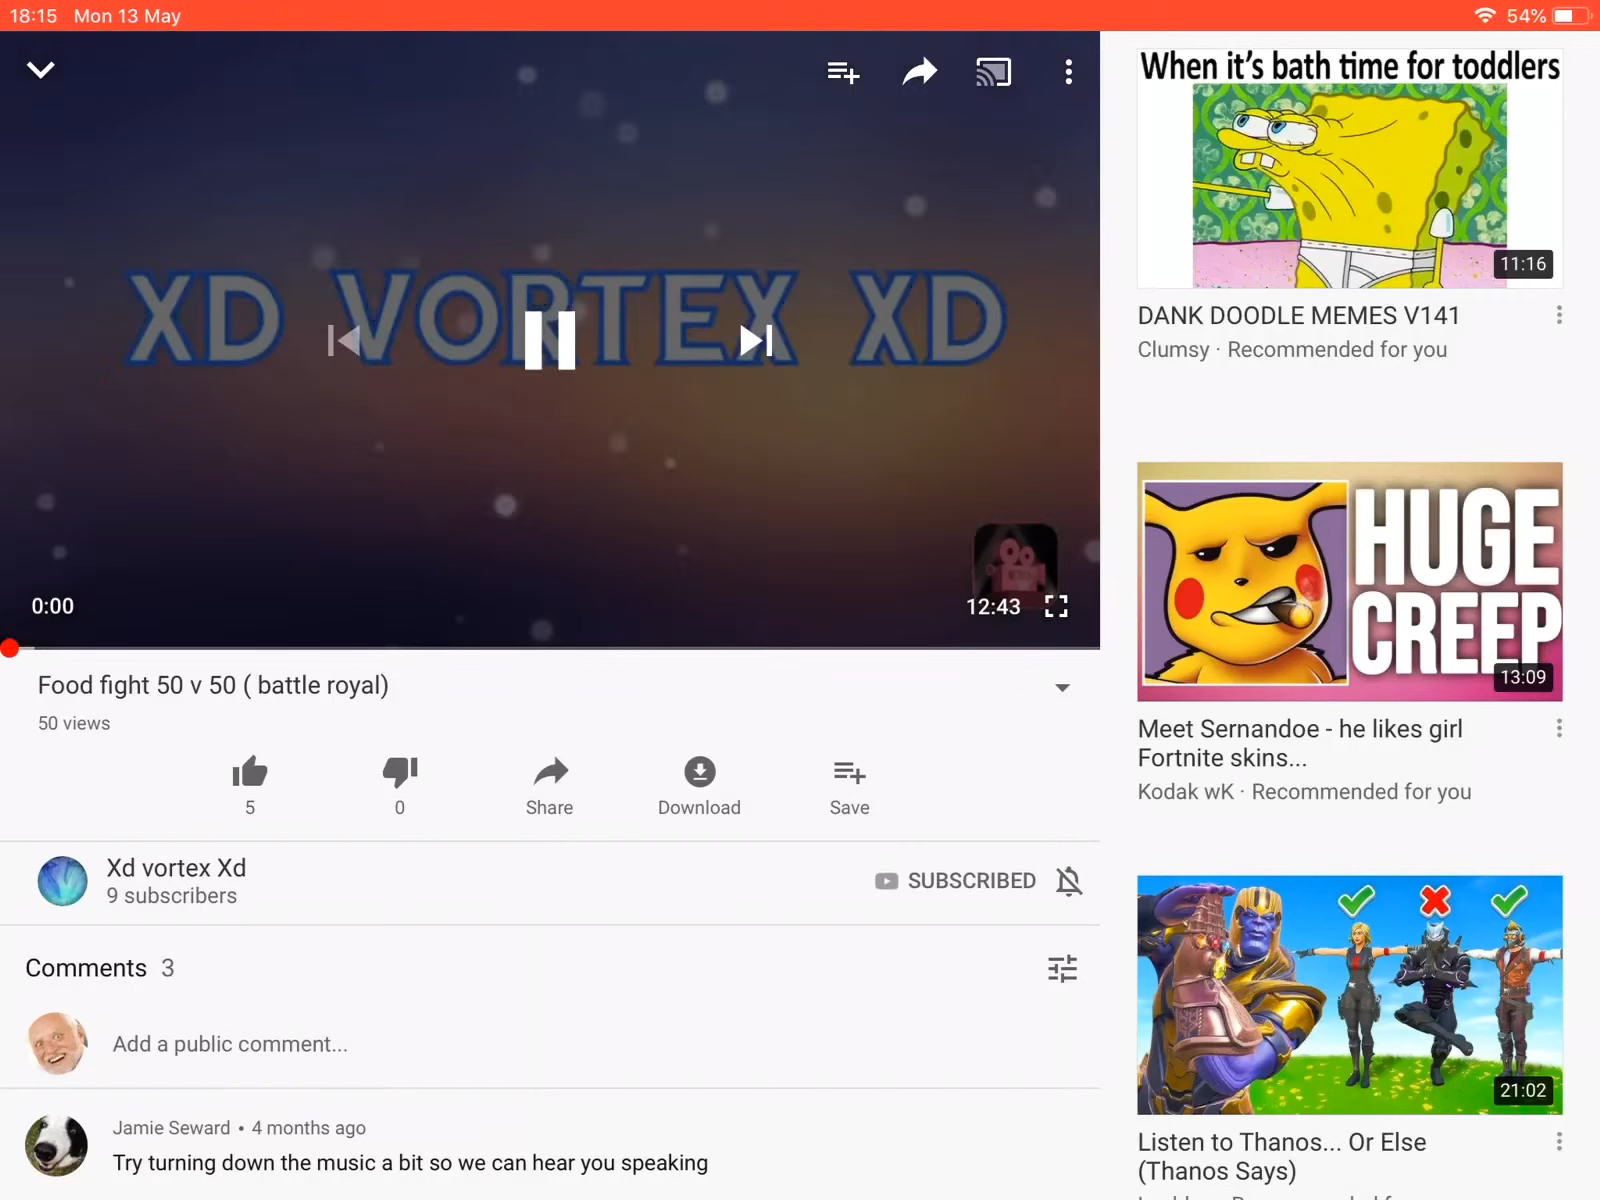 18:15 Mon 13 May
54%
XD VORTEX XD
0:00
12:43
Food fight 50 v 50 ( battle royal)
50 views
5
0
Share
Download
Save
Xd vortex Xd
9 subscribers
SUBSCRIBED
Comments 3
Add a public comment...
Jamie Seward • 4 months ago
Try turning down the music a bit so we can hear you speaking
When it's bath time for toddlers
11:16
DANK DOODLE MEMES V141
Clumsy · Recommended for you
HUGE
CREEP
13:09
Meet Sernandoe - he likes girl
Fortnite skins...
Kodak wK · Recommended for you
21:02
Listen to Thanos... Or Else
(Thanos Says)